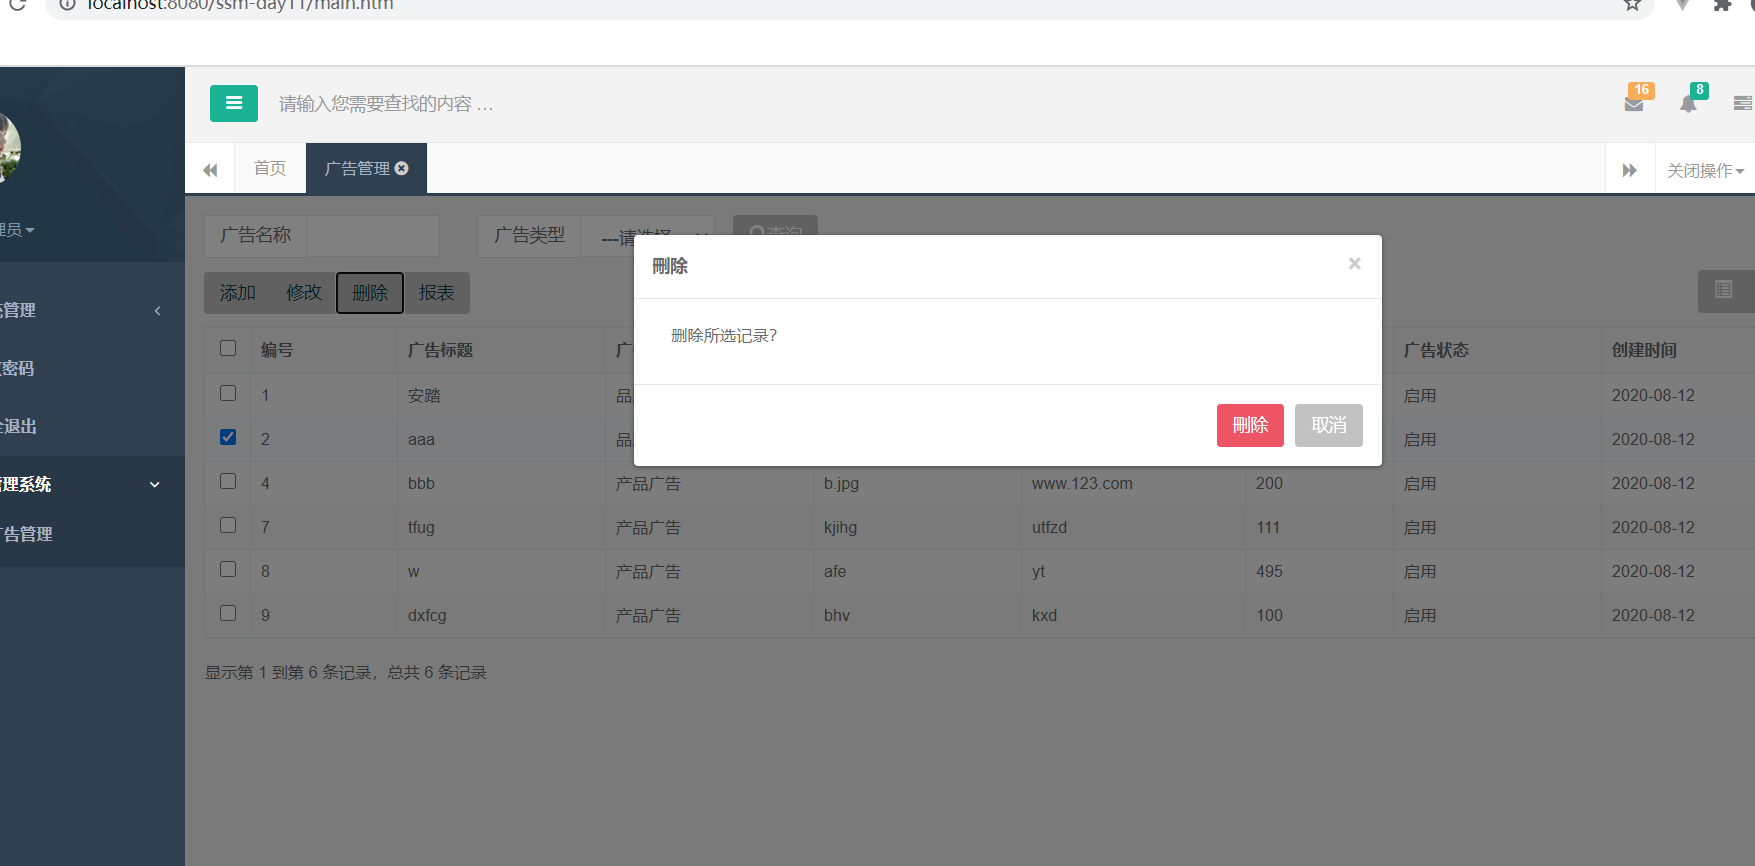 localhost:8080/ssm-day11/main.htm
请输入您需要查找的内容 …
16
8
首页
广告管理
关闭操作
理员
广告名称
广告类型
---请选择
查询
管理
密码
退出
管理系统
广告管理
添加
修改
删除
报表
刪除
×
删除所选记录?
刪除
取消
编号 广告标题 广 广告状态 创建时间
1 安踏 品 启用 2020-08-12
2 aaa 品 启用 2020-08-12
4 bbb 产品广告 b.jpg www.123.com 200 启用 2020-08-12
7 tfug 产品广告 kjihg utfzd 111 启用 2020-08-12
8 w 产品广告 afe yt 495 启用 2020-08-12
9 dxfcg 产品广告 bhv kxd 100 启用 2020-08-12
显示第 1 到第 6 条记录，总共 6 条记录